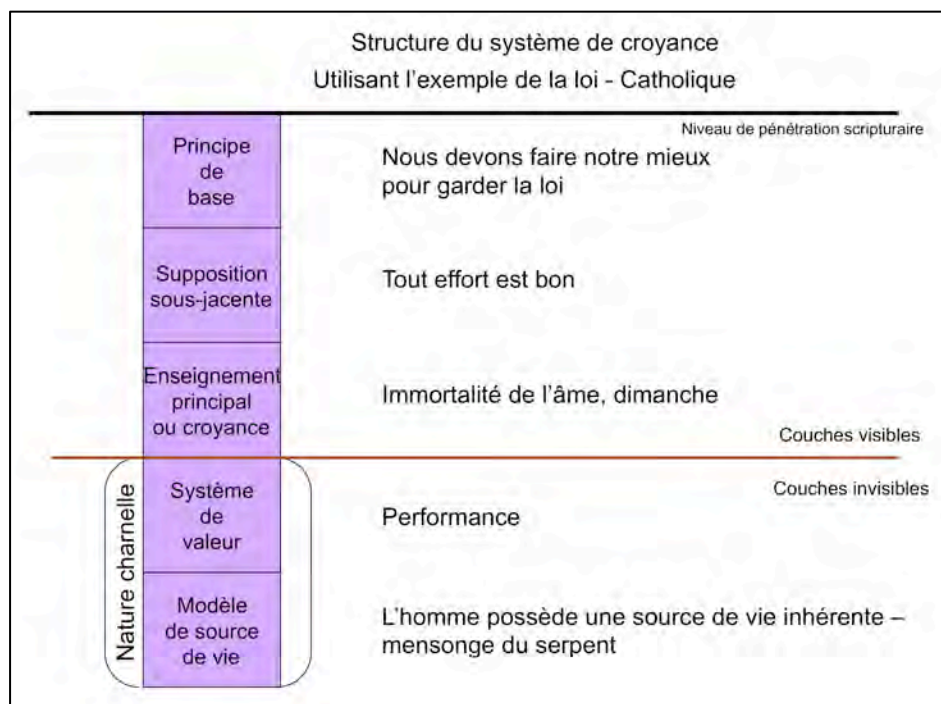 Structure du système de croyance
Utilisant l'exemple de la loi - Catholique
Niveau de pénétration scripturaire
Principe
de
base
Nous devons faire notre mieux
pour garder la loi
Supposition
sous-jacente
Tout effort est bon
Enseignement
principal
ou croyance
Immortalité de l'âme, dimanche
Couches visibles
Couches invisibles
Nature charnelle
Système
de
valeur
Performance
Modèle
de source
de vie
L'homme possède une source de vie inhérente –
mensonge du serpent